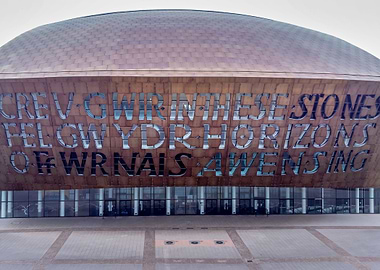 CREU GWIR IN THESE STONES
FEL GWYDR HORIZONS
O FFWRNAIS AWEN SING